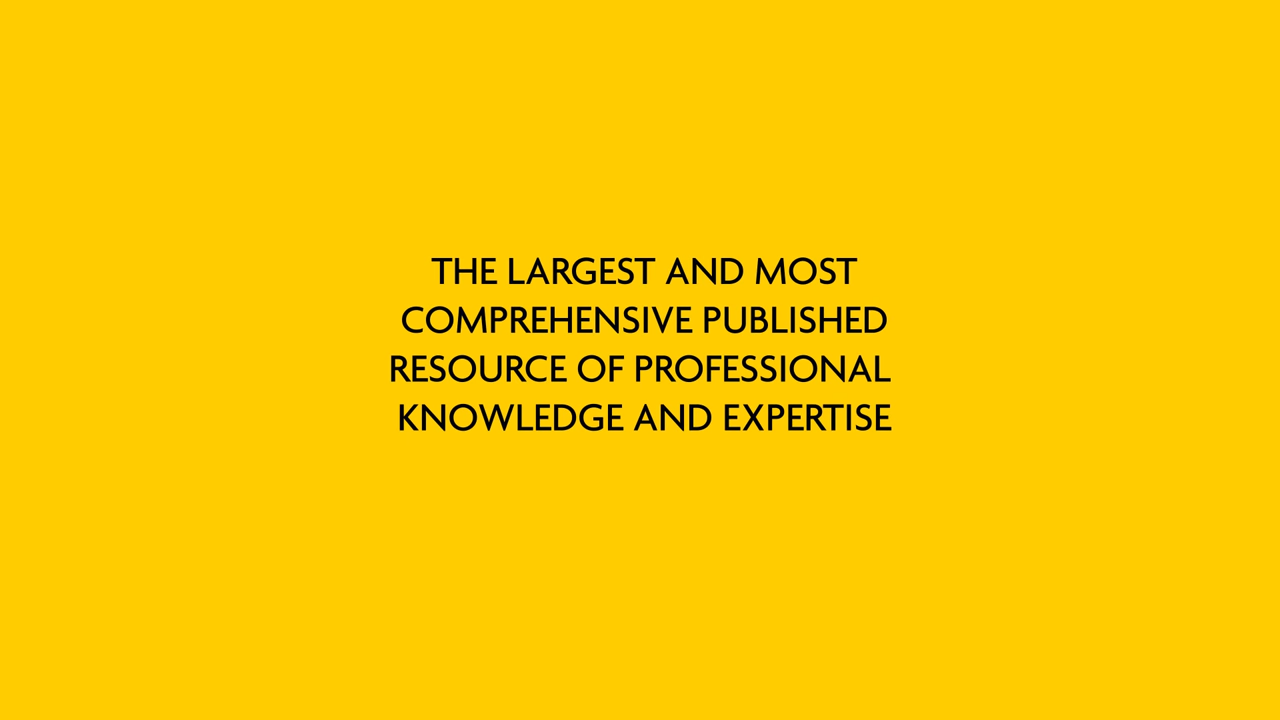 THE LARGEST AND MOST
COMPREHENSIVE PUBLISHED
RESOURCE OF PROFESSIONAL
KNOWLEDGE AND EXPERTISE